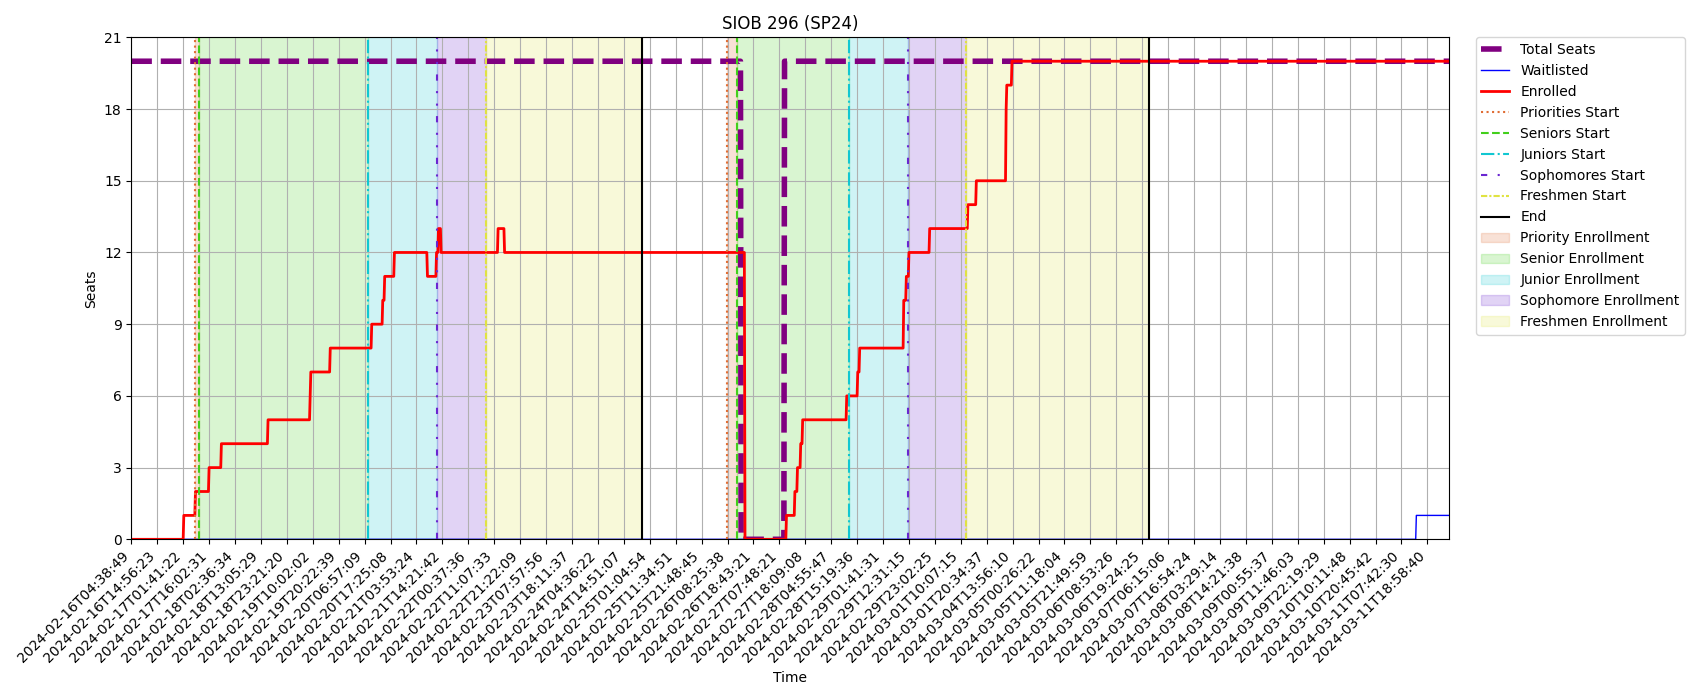 SIOB 296 (SP24)
21
18
15
12
9
6
3
0
Seats
2024-02-16T04:38:49
2024-02-16T14:56:23
2024-02-17T01:41:22
2024-02-17T16:02:31
2024-02-18T02:36:34
2024-02-18T13:05:29
2024-02-18T23:21:20
2024-02-19T10:02:02
2024-02-19T20:22:39
2024-02-20T06:57:09
2024-02-20T17:25:08
2024-02-21T03:53:24
2024-02-21T14:21:42
2024-02-22T00:37:36
2024-02-22T11:07:33
2024-02-22T21:22:09
2024-02-23T07:57:56
2024-02-23T18:11:37
2024-02-24T04:36:22
2024-02-24T14:51:07
2024-02-25T01:04:54
2024-02-25T11:34:51
2024-02-25T21:48:45
2024-02-26T08:25:38
2024-02-26T18:43:21
2024-02-27T07:48:21
2024-02-27T18:09:08
2024-02-28T04:55:47
2024-02-28T15:19:36
2024-02-29T01:41:31
2024-02-29T12:31:15
2024-02-29T23:02:25
2024-03-01T10:07:15
2024-03-01T20:34:37
2024-03-04T13:56:10
2024-03-05T00:26:22
2024-03-05T11:18:04
2024-03-05T21:49:59
2024-03-06T08:53:26
2024-03-06T19:24:25
2024-03-07T06:15:06
2024-03-07T16:54:24
2024-03-08T03:29:14
2024-03-08T14:21:38
2024-03-09T00:55:37
2024-03-09T11:46:03
2024-03-09T22:19:29
2024-03-10T10:11:48
2024-03-10T20:45:42
2024-03-11T07:42:30
2024-03-11T18:58:40
Time
Total Seats
Waitlisted
Enrolled
Priorities Start
Seniors Start
Juniors Start
Sophomores Start
Freshmen Start
End
Priority Enrollment
Senior Enrollment
Junior Enrollment
Sophomore Enrollment
Freshmen Enrollment